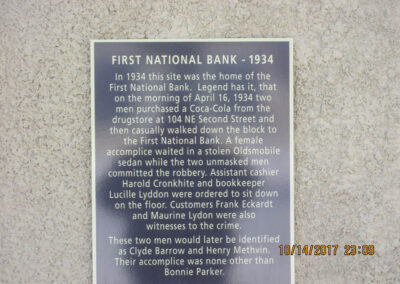 FIRST NATIONAL BANK - 1934
In 1934 this site was the home of the
First National Bank. Legend has it, that
on the morning of April 16, 1934 two
men purchased a Coca-Cola from the
drugstore at 104 NE Second Street and
then casually walked down the block to
the First National Bank. A female
accomplice waited in a stolen Oldsmobile
sedan while the two unmasked men
committed the robbery. Assistant cashier
Harold Cronkhite and bookkeeper
Lucille Lyddon were ordered to sit down
on the floor. Customers Frank Eckardt
and Maurine Lydon were also
witnesses to the crime.
These two men would later be identified
as Clyde Barrow and Henry Methvin.
Their accomplice was none other than
Bonnie Parker.
10/14/2017 23:09